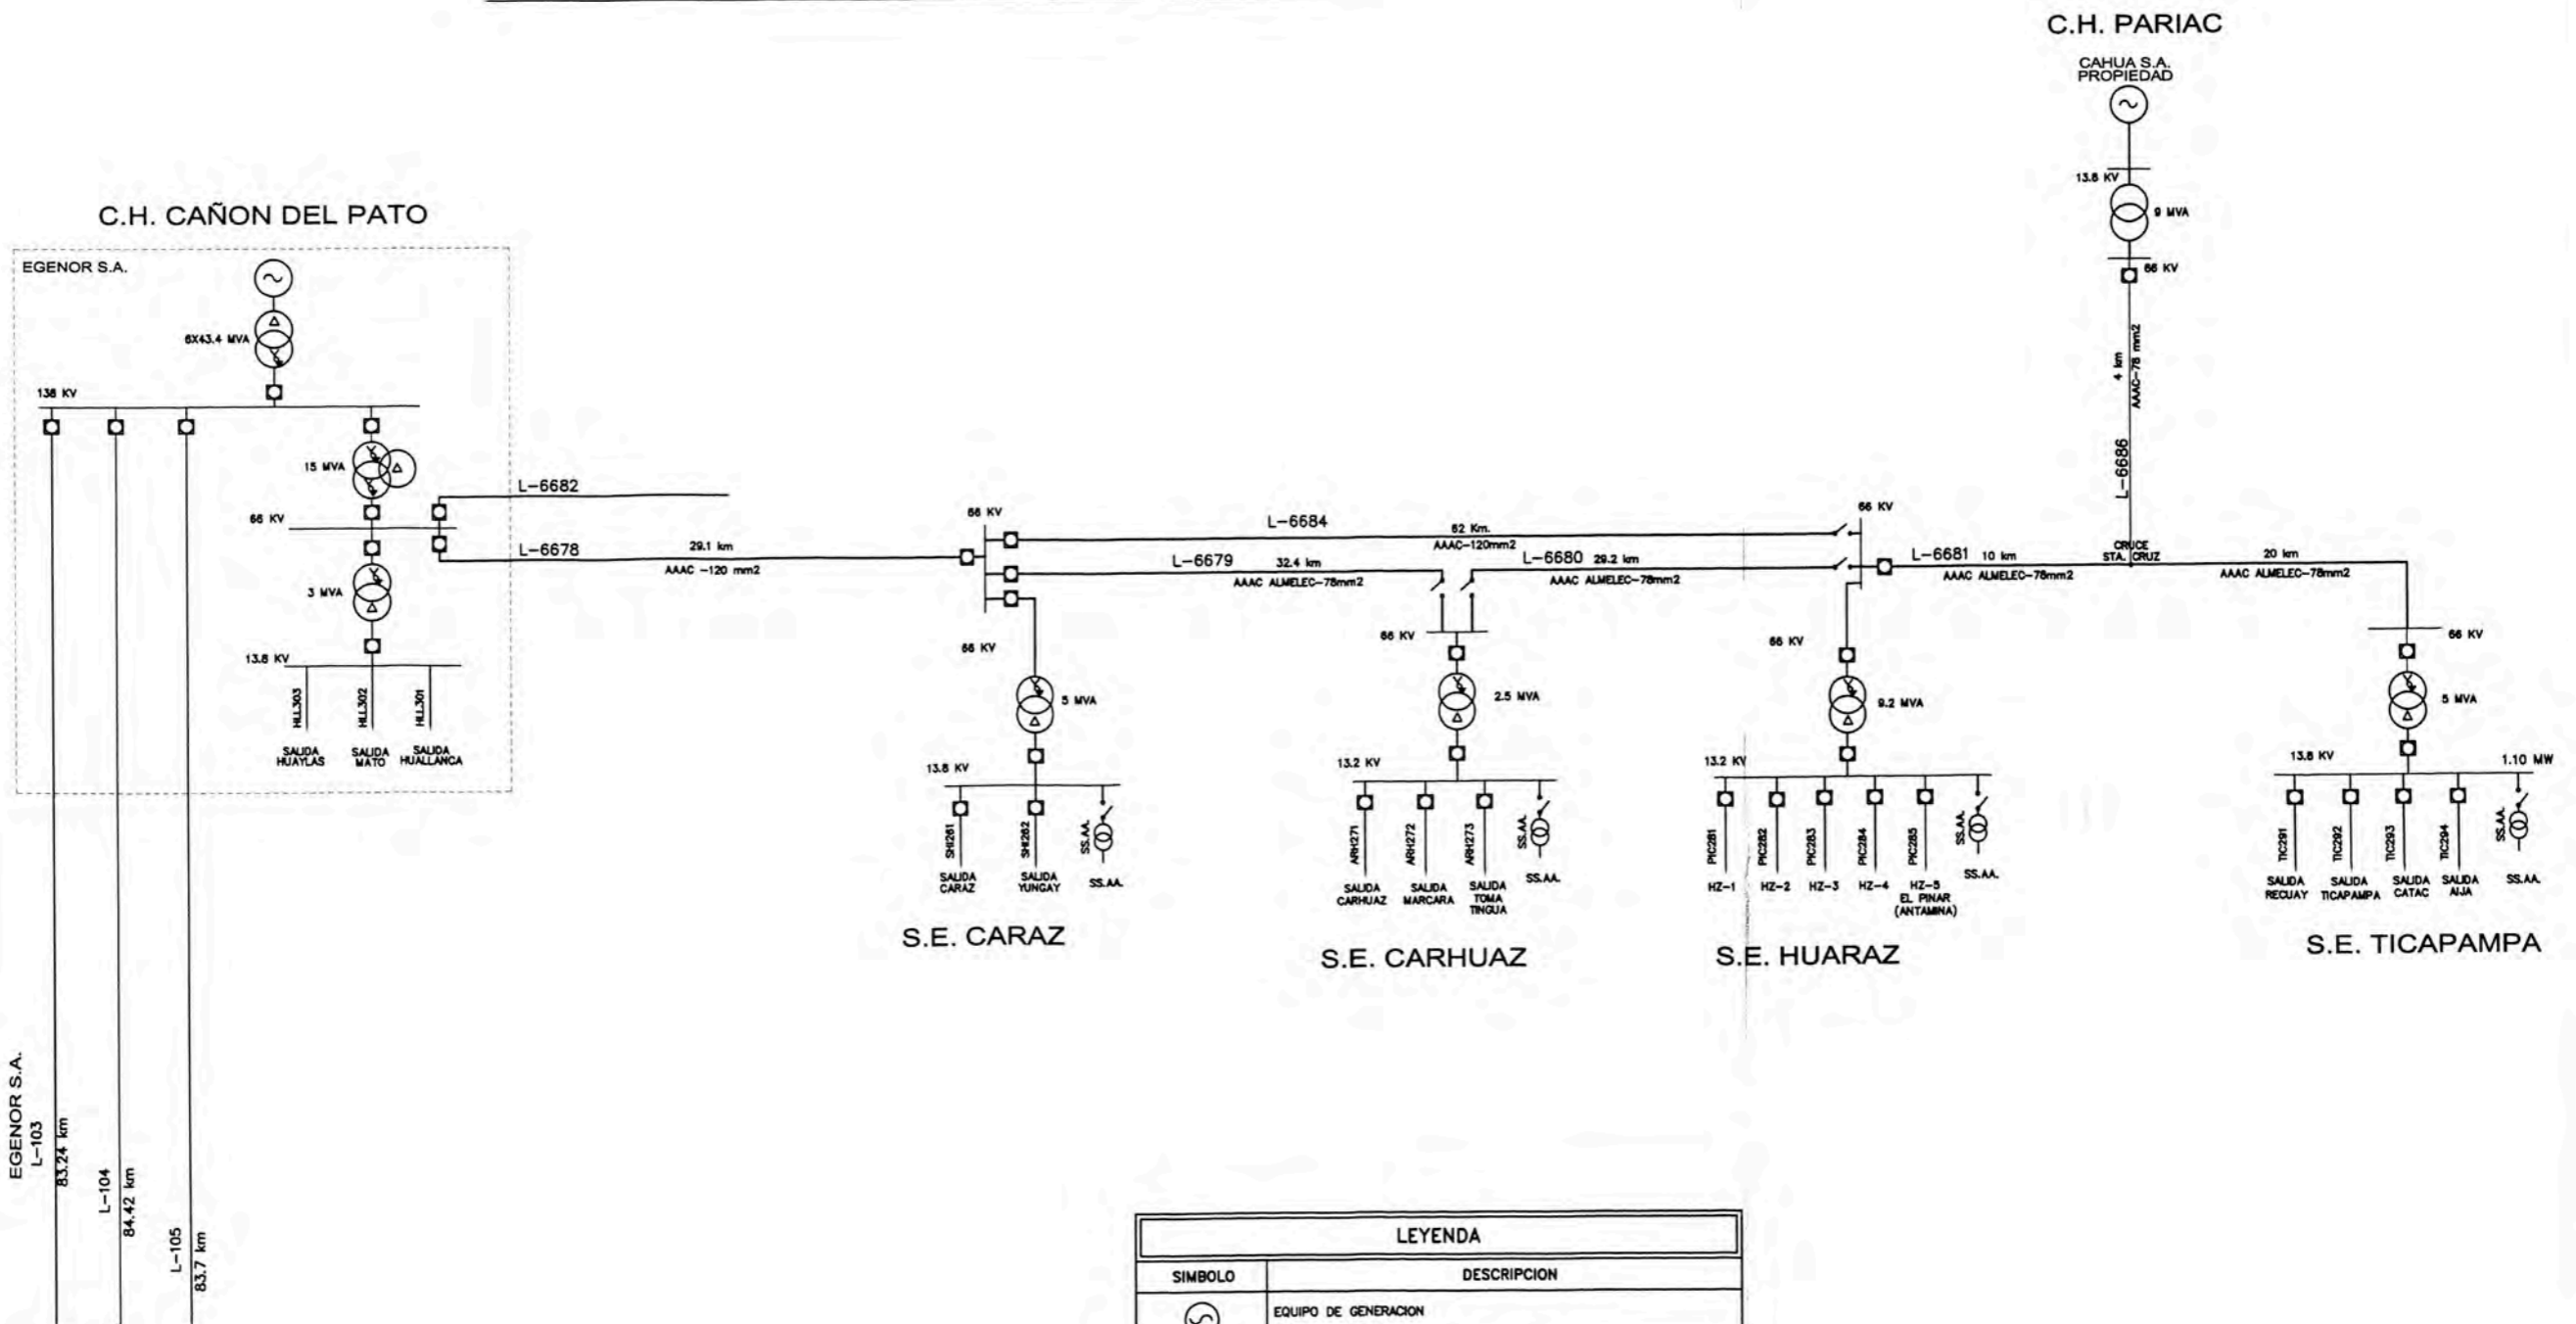 C.H. PARIAC
CAHUA S.A.
PROPIEDAD
13.8 KV
9 MVA
66 KV
4 km
AAAC-78 mm2
L-6686
C.H. CAÑON DEL PATO
EGENOR S.A.
6X43.4 MVA
138 KV
15 MVA
66 KV
3 MVA
13.8 KV
HLL303
HLL302
HLL301
SALIDA
HUAYLAS
SALIDA
MATO
SALIDA
HUALLANCA
L-6682
L-6678
29.1 km
AAAC -120 mm2
66 KV
L-6684
62 Km.
AAAC-120mm2
L-6679
32.4 km
AAAC ALMELEC-78mm2
L-6680
29.2 km
AAAC ALMELEC-78mm2
66 KV
L-6681
10 km
AAAC ALMELEC-78mm2
CRUCE
STA. CRUZ
20 km
AAAC ALMELEC-78mm2
66 KV
5 MVA
13.8 KV
SHI261
SHI262
SS.AA.
SALIDA
CARAZ
SALIDA
YUNGAY
SS.AA.
S.E. CARAZ
66 KV
2.5 MVA
13.2 KV
ARH271
ARH272
ARH273
SS.AA.
SALIDA
CARHUAZ
SALIDA
MARCARA
SALIDA
TOMA
TINGUA
SS.AA.
S.E. CARHUAZ
66 KV
9.2 MVA
13.2 KV
PIC281
PIC282
PIC283
PIC284
PIC285
SS.AA.
HZ-1
HZ-2
HZ-3
HZ-4
HZ-5
EL PINAR
(ANTAMINA)
SS.AA.
S.E. HUARAZ
66 KV
5 MVA
13.8 KV
1.10 MW
TIC291
TIC292
TIC293
TIC294
SS.AA.
SALIDA
RECUAY
SALIDA
TICAPAMPA
SALIDA
CATAC
SALIDA
AIJA
SS.AA.
S.E. TICAPAMPA
EGENOR S.A.
L-103
83.24 km
L-104
84.42 km
L-105
83.7 km
LEYENDA
SIMBOLO
DESCRIPCION
EQUIPO DE GENERACION